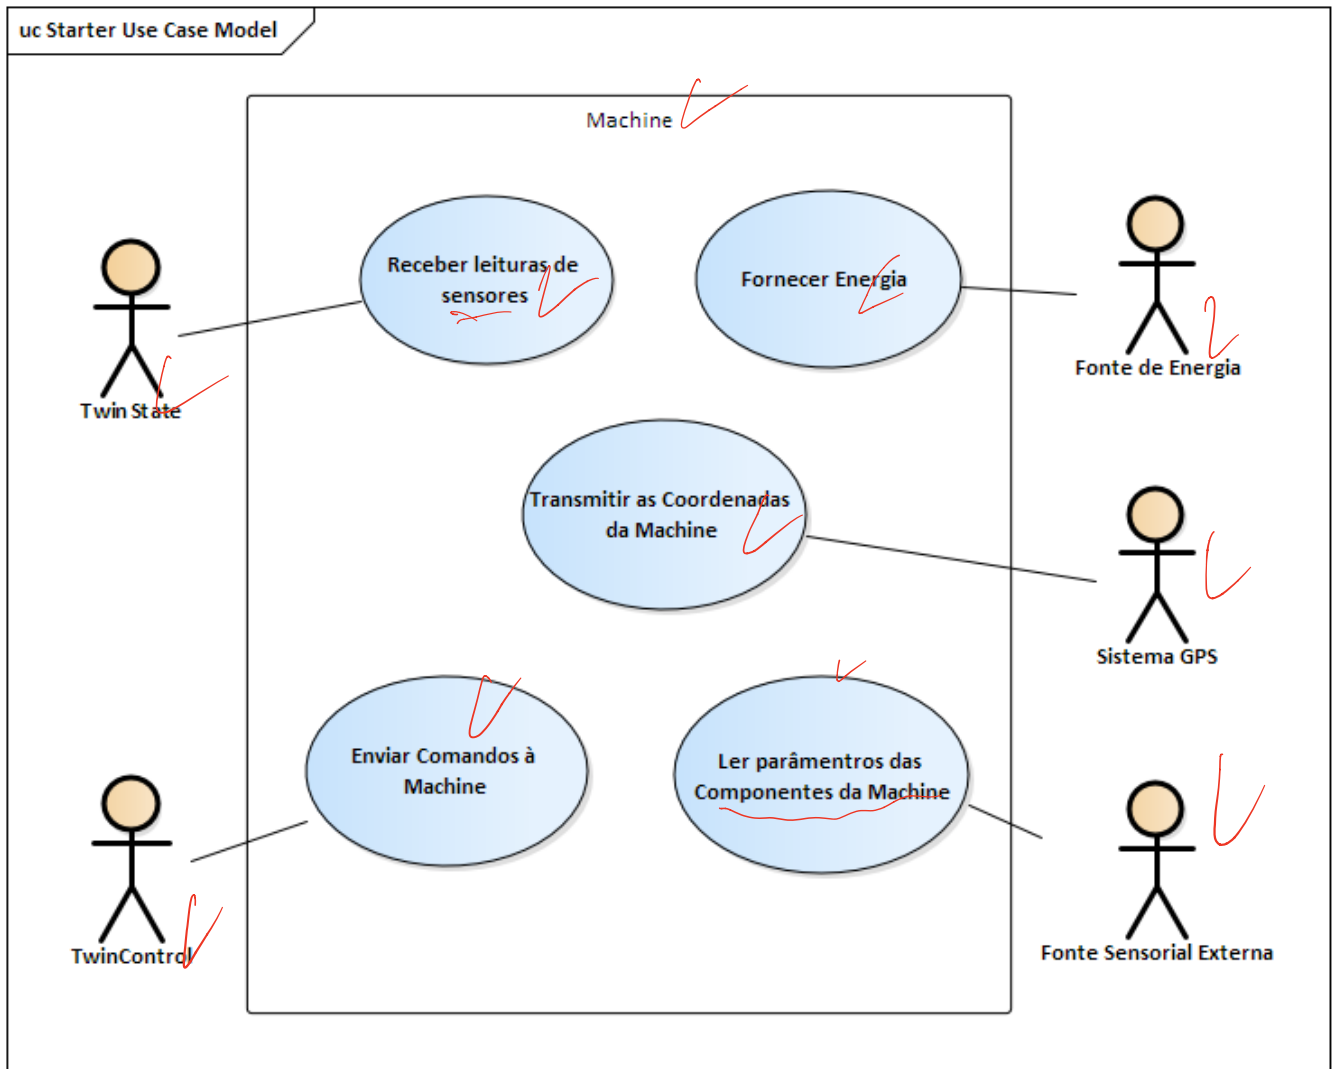 uc Starter Use Case Model
Machine
Receber leituras de
sensores
Fornecer Energia
Twin State
Fonte de Energia
Transmitir as Coordenadas
da Machine
Sistema GPS
Enviar Comandos à
Machine
Ler parâmentros das
Componentes da Machine
TwinControl
Fonte Sensorial Externa